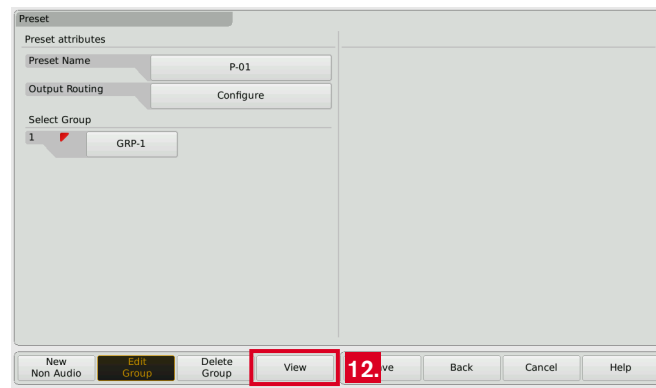 Preset
Preset attributes
Preset Name
P-01
Output Routing
Configure
Select Group
1
GRP-1
New
Non Audio
Edit
Group
Delete
Group
View
12.
ve
Back
Cancel
Help